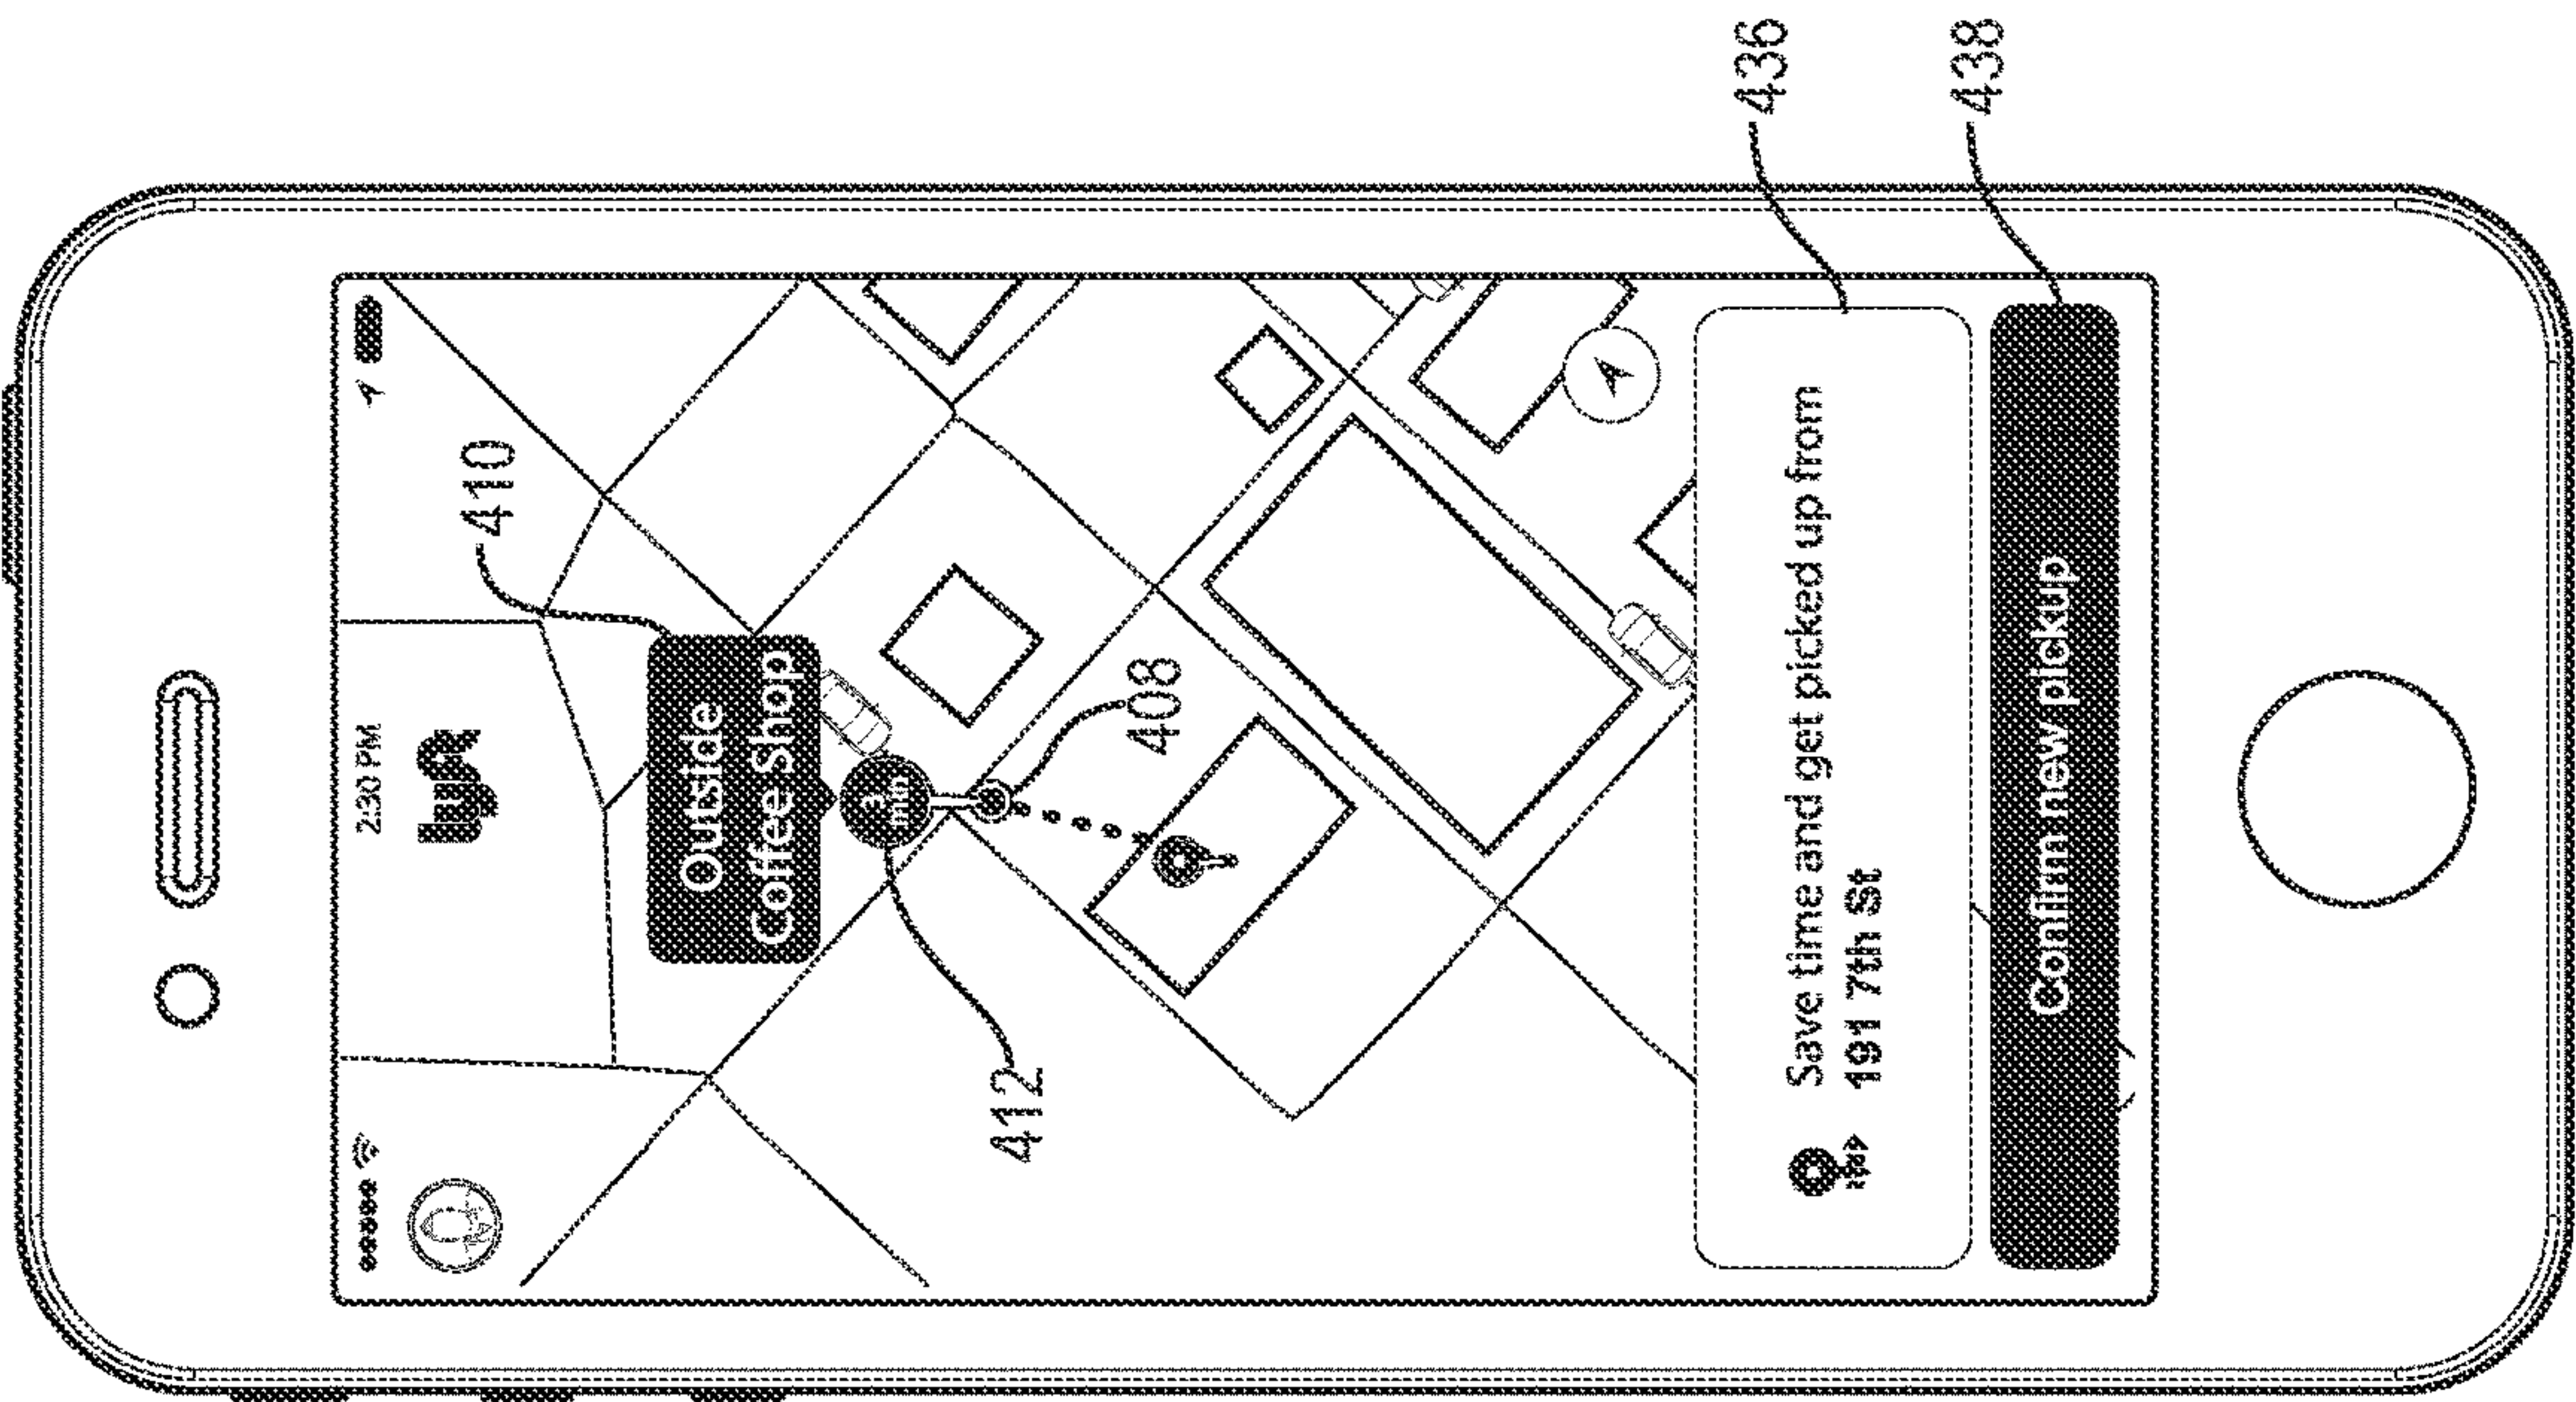 2:30 PM
lyft
410
Outside
Coffee Shop
3
min
412
408
Save time and get picked up from
191 7th St
436
Confirm new pickup
438